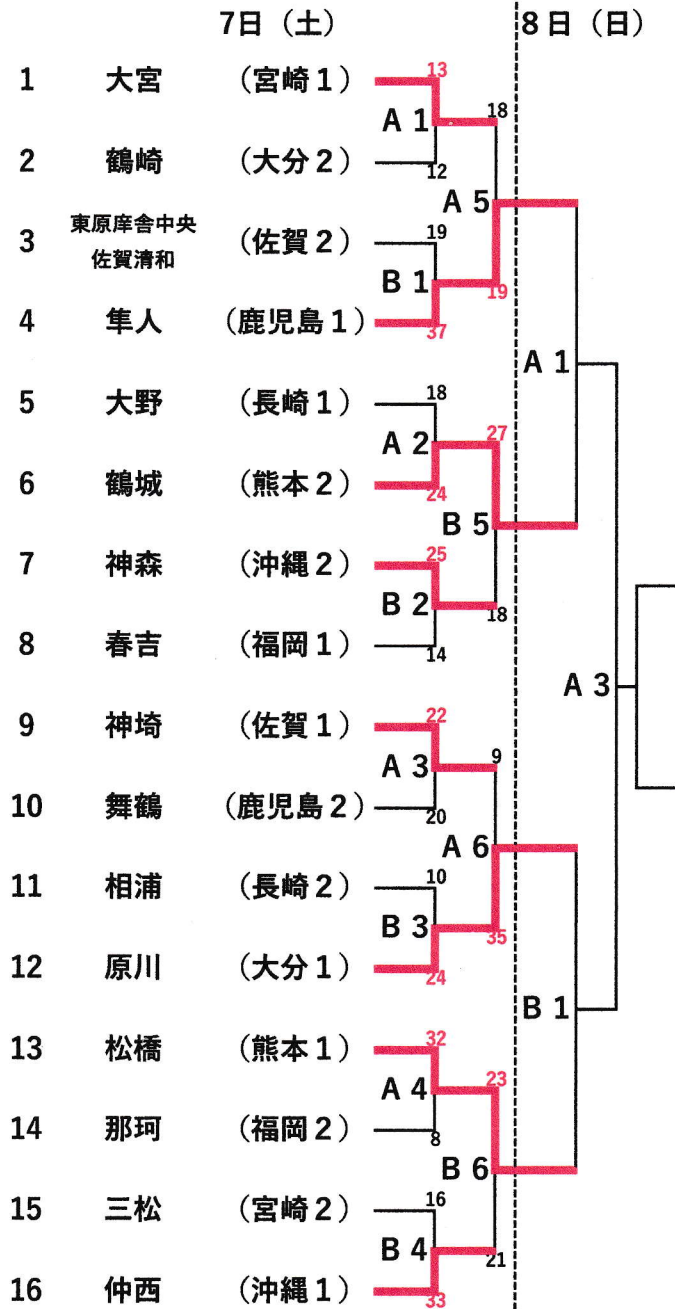 7日（土）
8日（日）
1 大宮 （宮崎１）
13
A 1
18
2 鶴崎 （大分２）
12
A 5
東原庠舎中央
3 （佐賀２）
佐賀清和
19
B 1
19
4 隼人 （鹿児島１）
37
A 1
5 大野 （長崎１）
18
A 2
27
6 鶴城 （熊本２）
24
B 5
7 神森 （沖縄２）
25
B 2
18
8 春吉 （福岡１）
14
A 3
9 神埼 （佐賀１）
22
A 3
9
10 舞鶴 （鹿児島２）
20
A 6
11 相浦 （長崎２）
10
B 3
35
12 原川 （大分１）
24
B 1
13 松橋 （熊本１）
32
A 4
23
14 那珂 （福岡２）
8
B 6
15 三松 （宮崎２）
16
B 4
21
16 仲西 （沖縄１）
33